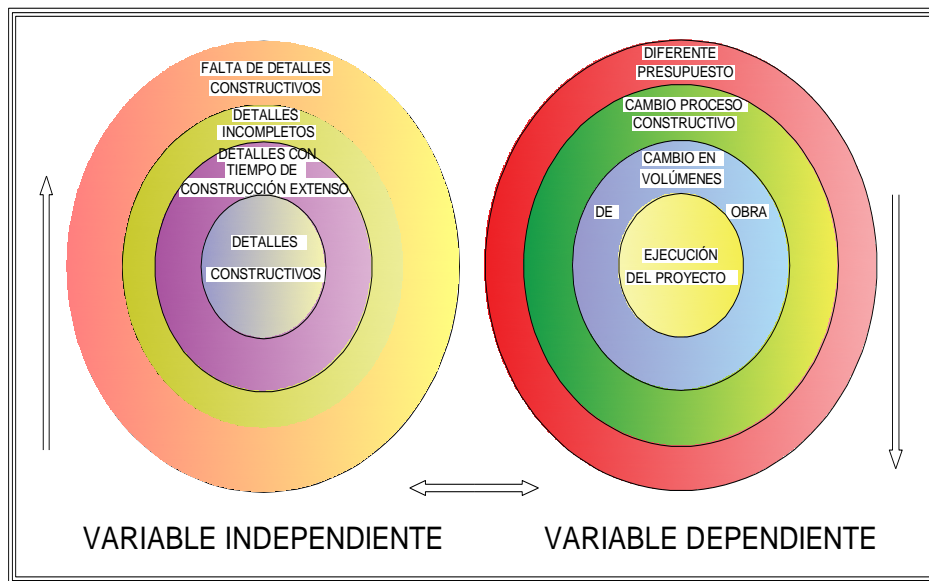 FALTA DE DETALLES
CONSTRUCTIVOS
DETALLES
INCOMPLETOS
DETALLES CON
TIEMPO DE
CONSTRUCCIÓN EXTENSO
DETALLES
CONSTRUCTIVOS
VARIABLE INDEPENDIENTE
DIFERENTE
PRESUPUESTO
CAMBIO PROCESO
CONSTRUCTIVO
CAMBIO EN
VOLÚMENES
DE OBRA
EJECUCIÓN
DEL PROYECTO
VARIABLE DEPENDIENTE